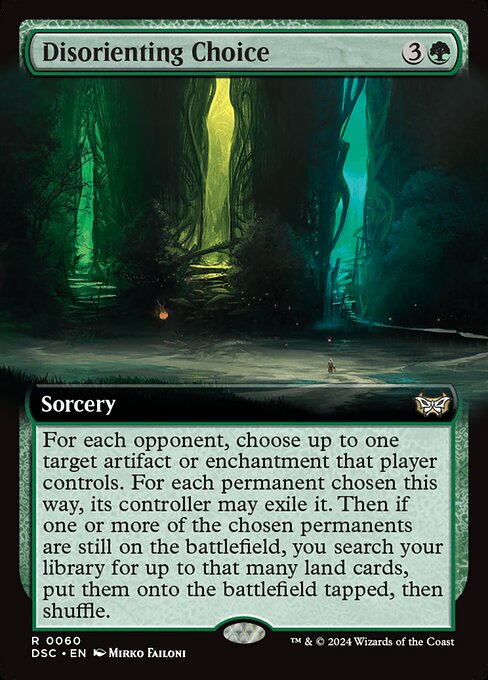 Disorienting Choice 3
Sorcery
For each opponent, choose up to one
target artifact or enchantment that player
controls. For each permanent chosen this
way, its controller may exile it. Then if
one or more of the chosen permanents
are still on the battlefield, you search your
library for up to that many land cards,
put them onto the battlefield tapped, then
shuffle.
R 0060
DSC • EN Mirko Failoni
™ & © 2024 Wizards of the Coast